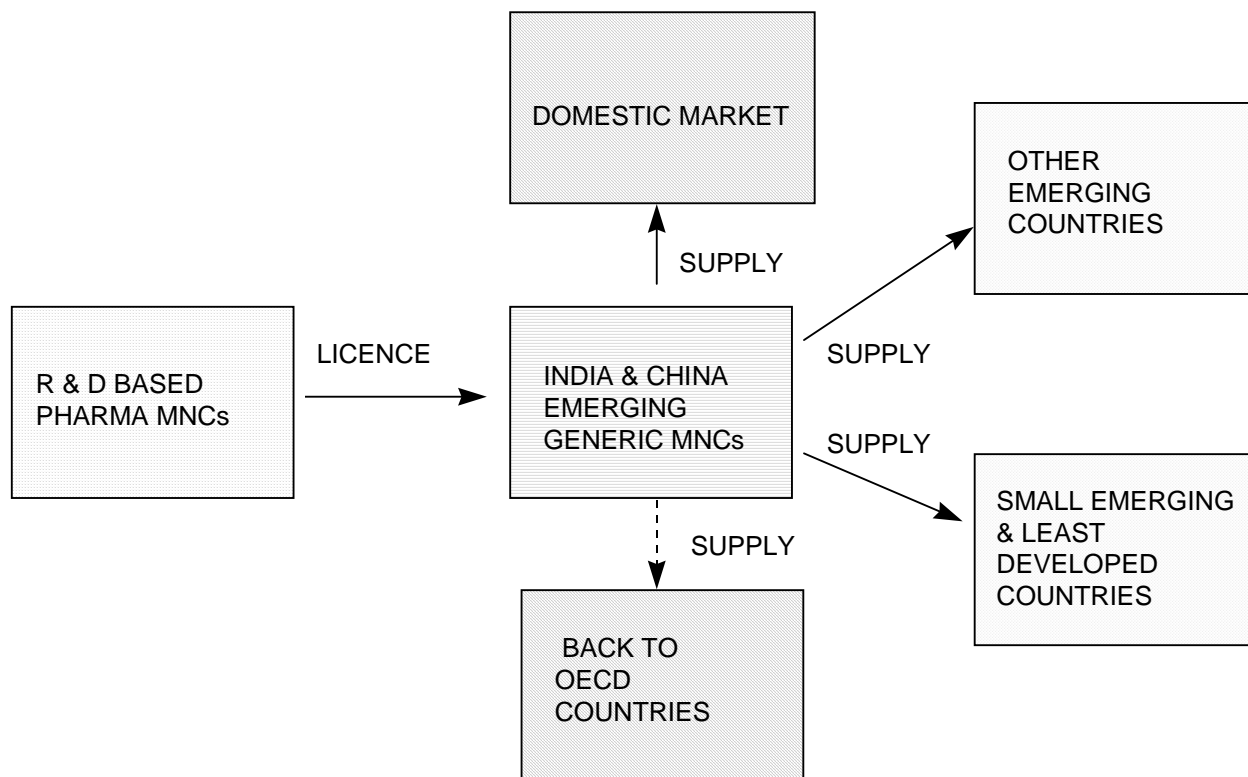 DOMESTIC MARKET
OTHER
EMERGING
COUNTRIES
SUPPLY
LICENCE
SUPPLY
R & D BASED
PHARMA MNCs
INDIA & CHINA
EMERGING
GENERIC MNCs
SUPPLY
SMALL EMERGING
& LEAST
DEVELOPED
COUNTRIES
SUPPLY
BACK TO
OECD
COUNTRIES